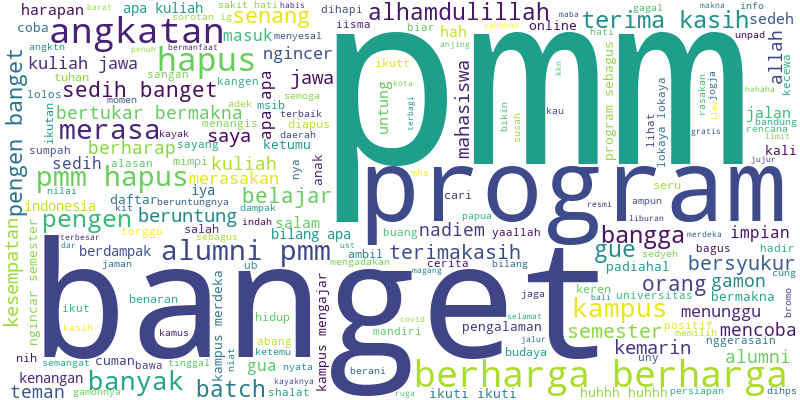 harapan
barat
apa kuliah
sakit hati
habis
dihapi
alhamdulillah
yahhhhh
maba
gagal
makna
info
coba
sorotan ig
senang
iisma
terima kasih
sedeh
angkatan
masuk
menyesal
biar
hah
online
anjing
hati
unpad
angktn
penuh
bermanfaat
ngincer
ikutt
kuliah jawa
hapus
tuhan
sangan
kangen
jawa
apa apa
untung
kota
terbagi
mahasiswa
kkn
program sebagus
allah
kecewa
hahaha
lolos
sedih banget
momen
adek
semoga
msib
bikin
susah
lihat
lokaya lokaya
rasakan
ilmu
jogja
jalan
bandung
rencana
pengen banget
ikutan
bertukar bermakna
menangis
diapus
terbaik
daerah
kau
gratis
limit
merasa
kayak
saya
sumpah
berharap
sayang
ketumu
kali
jujur
pmm
sedih
alasan
mimpi
kuliah
nya
anak
pmm hapus
merasakan
mhs
program
seru
nilai
iya
belajar
cari
resmi
ampun
impian
indonesia
daftar
beruntungnya
dampak
liburan
kit
beruntung
indah
salam
papua
kesempatan
pengen
torggu
salah
bilang apa
buang
nadiem
yaallah
bangga
merdeka
bagus
hadir
terbesar
sebagus
dar
berdampak
alumni pmm
ust
ambil
terimakasih
gue
sedyeh
padiahal
bersyukur
cung
ngincar semester
jaman
ub
mengadakan
magang
cerita
bilang
orang
gamon
banget
benaran
kampus merdeka
kampus mengajar
jaga
keren
bali
universitas
bermakna
bromo
ikut
kasih
kamus
hidup
covid
selamat
pengalaman
kampus
menunggu
abang
mandiri
jalur
semester
positif
mencoba
nih
cuman
gua
ketemu
nyata
budaya
kemarin
memilih
uny
nggerasain
alumni
semangat
bawa
tinggal
niat
kayaknya
berani
kenangan
teman
gamonnya
banyak
batch
shalat
ruga
ikuti ikuti
berharga berharga
huhhh huhhh
persiapan
dihps